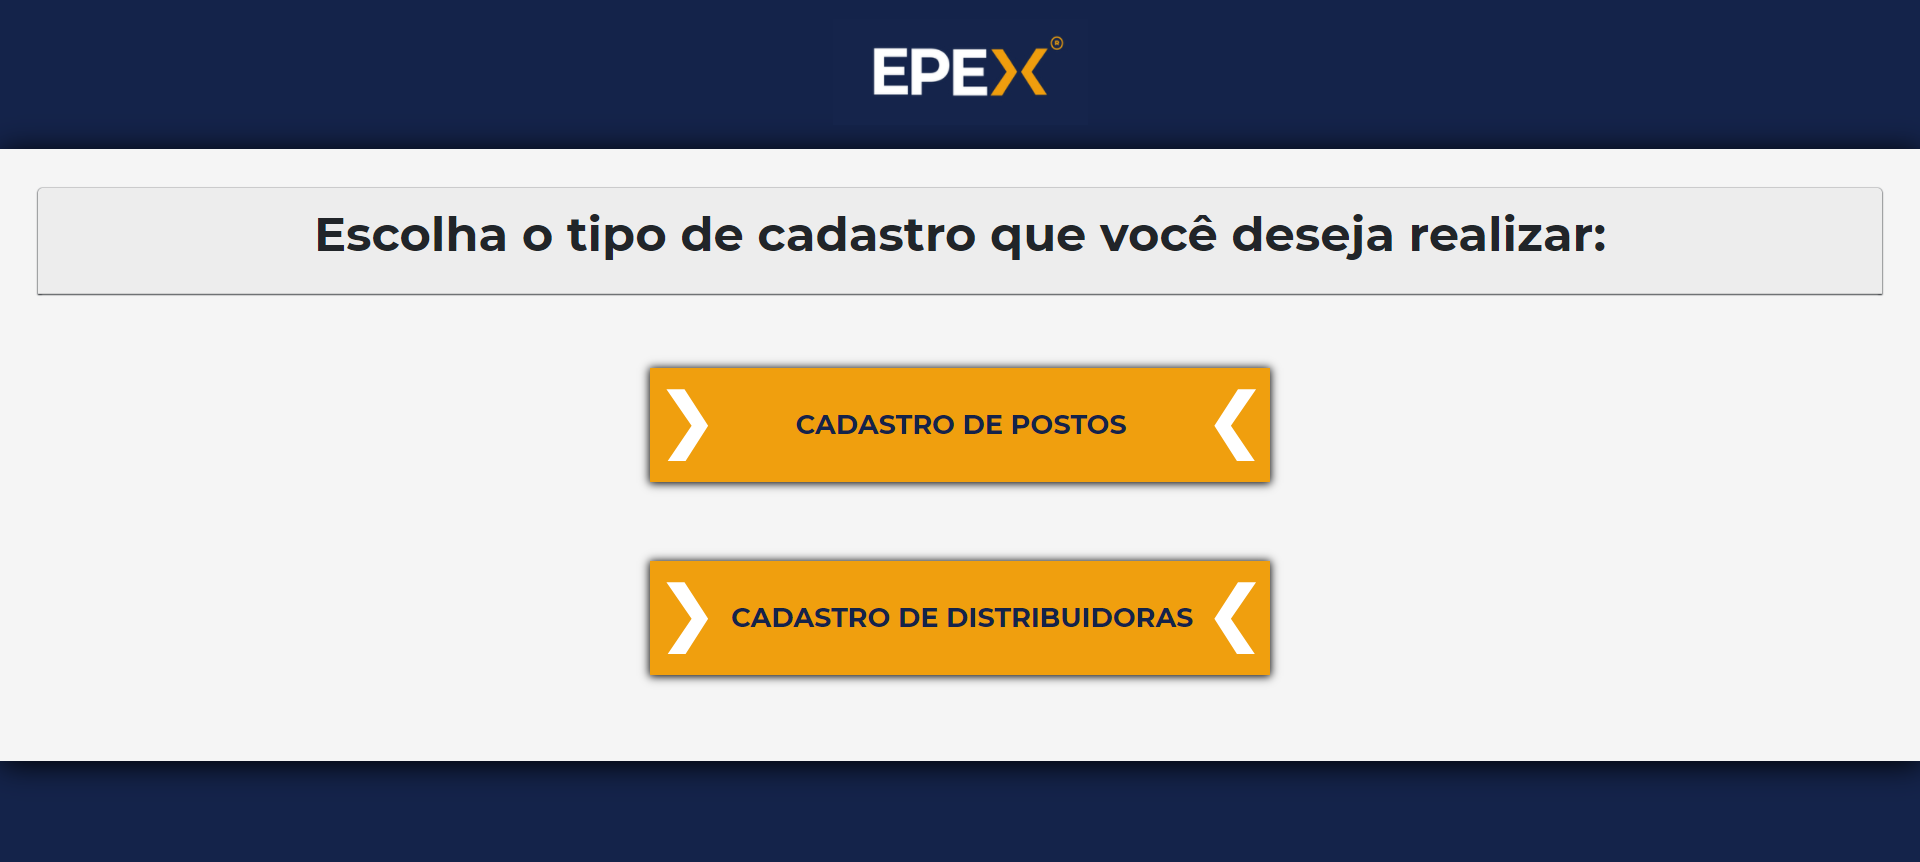 EPEX®
Escolha o tipo de cadastro que você deseja realizar:
CADASTRO DE POSTOS
CADASTRO DE DISTRIBUIDORAS